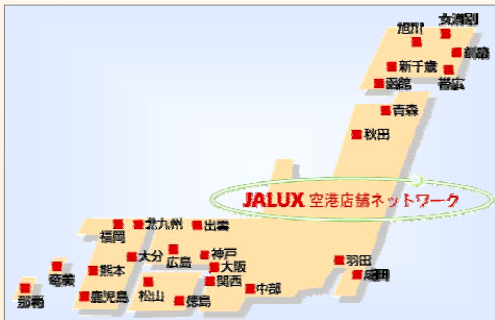 女満別
旭川
釧路
新千歳
帯広
函館
青森
秋田
JALUX 空港店舗ネットワーク
北九州
出雲
福岡
大分
広島
神戸
羽田
大阪
成田
奄美
熊本
関西
中部
那覇
鹿児島
松山
徳島